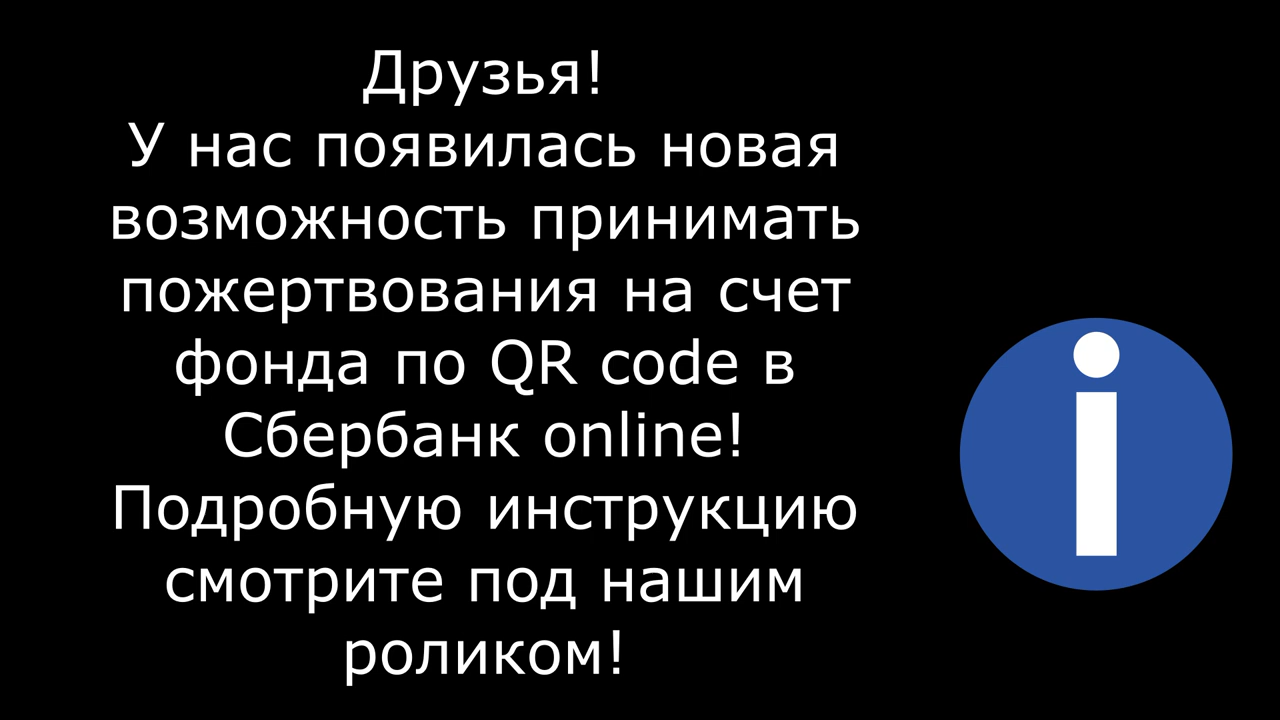 Друзья!
У нас появилась новая
возможность принимать
пожертвования на счет
фонда по QR code в
Сбербанк online!
Подробную инструкцию
смотрите под нашим
роликом!